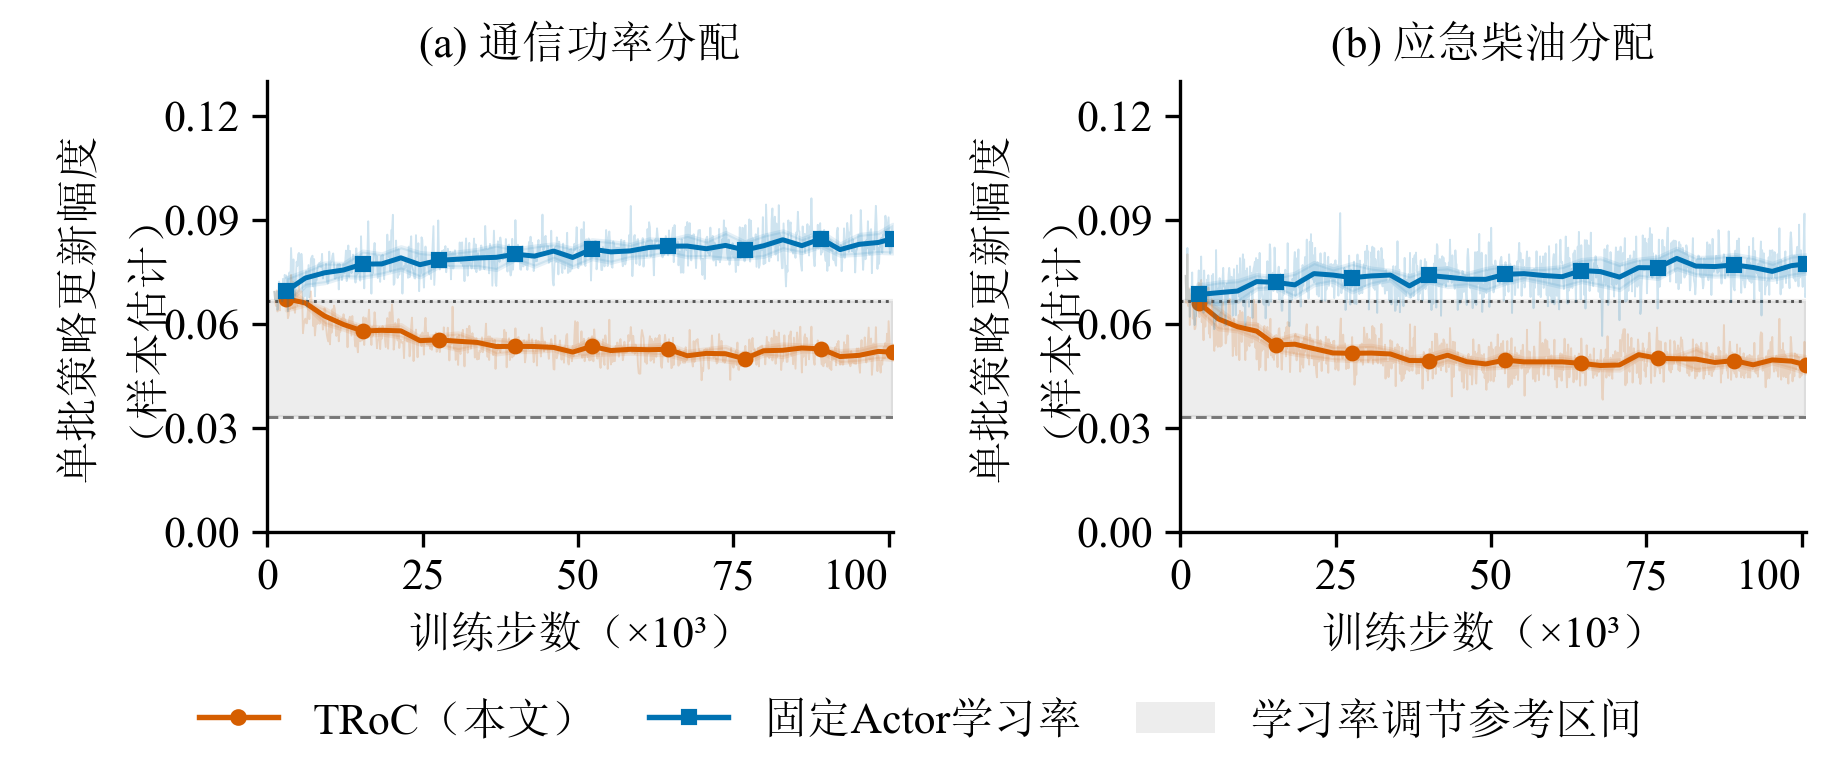 (a) 通信功率分配
0.12
0.09
0.06
0.03
0.00
单批策略更新幅度
（样本估计）
0 25 50 75 100
训练步数（×10³）
(b) 应急柴油分配
0.12
0.09
0.06
0.03
0.00
单批策略更新幅度
（样本估计）
0 25 50 75 100
训练步数（×10³）
TRoC（本文） 固定Actor学习率 学习率调节参考区间